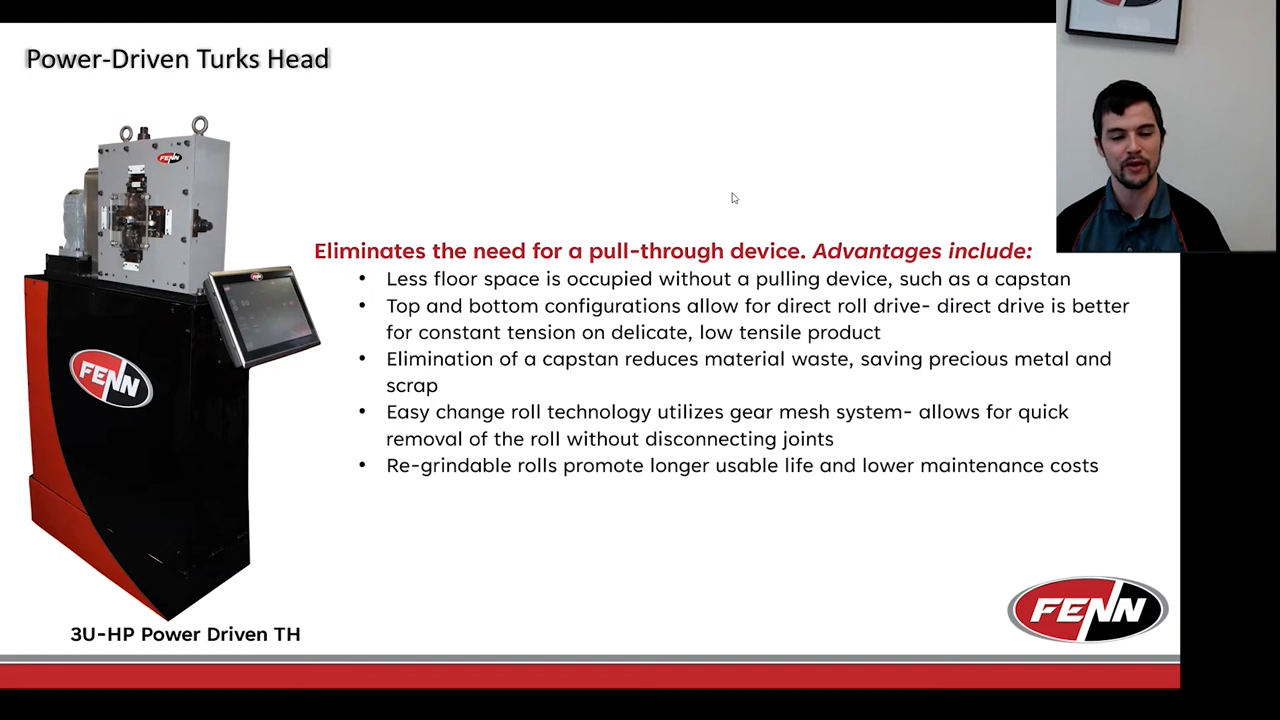 Power-Driven Turks Head
FENN
FENN
Eliminates the need for a pull-through device. Advantages include:
• Less floor space is occupied without a pulling device, such as a capstan
• Top and bottom configurations allow for direct roll drive- direct drive is better
for constant tension on delicate, low tensile product
• Elimination of a capstan reduces material waste, saving precious metal and
scrap
• Easy change roll technology utilizes gear mesh system- allows for quick
removal of the roll without disconnecting joints
• Re-grindable rolls promote longer usable life and lower maintenance costs
FENN
3U-HP Power Driven TH